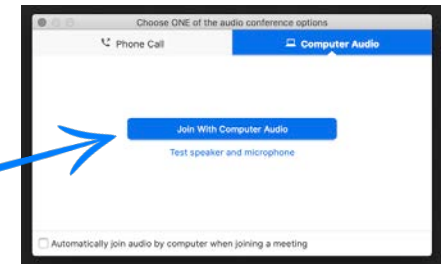 Choose ONE of the audio conference options
Phone Call
Computer Audio
Join With Computer Audio
Test speaker and microphone
Automatically join audio by computer when joining a meeting